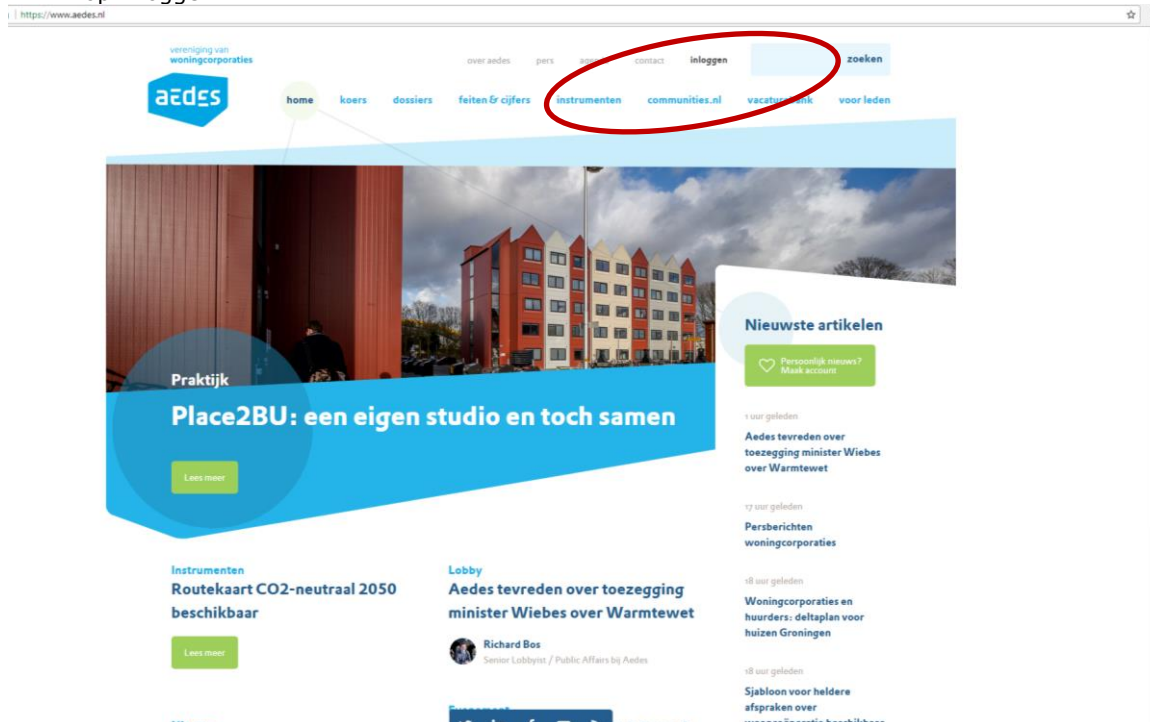 https://www.aedes.nl
vereniging van
woningcorporaties
aedes
over aedes pers contact inloggen zoeken
home koers dossiers feiten & cijfers instrumenten communities.nl vacaturebank voor leden
Praktijk
Place2BU: een eigen studio en toch samen
Lees meer
Nieuwste artikelen
Persoonlijk nieuws?
Maak account
1 uur geleden
Aedes tevreden over
toezegging minister Wiebes
over Warmtewet
17 uur geleden
Persberichten
woningcorporaties
18 uur geleden
Woningcorporaties en
huurders: deltaplan voor
huizen Groningen
18 uur geleden
Sjabloon voor heldere
afspraken over
Instrumenten
Routekaart CO2-neutraal 2050
beschikbaar
Lees meer
Lobby
Aedes tevreden over toezegging
minister Wiebes over Warmtewet
Richard Bos
Senior Lobbyist / Public Affairs bij Aedes